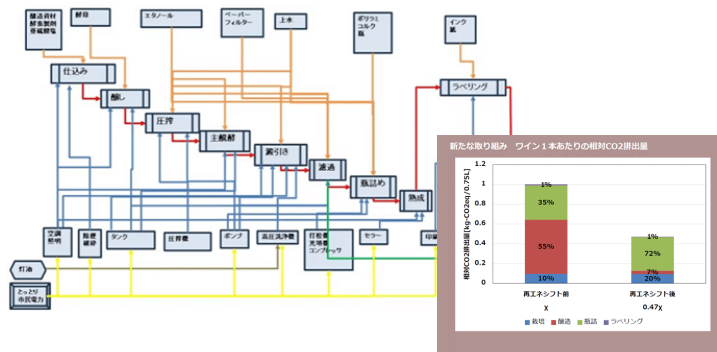 醸造資材
酵素製剤
亜硫酸塩
酵母
エタノール
ペーパー
フィルター
上水
ポリラミ
コルク
瓶
インク
紙
仕込み
醸し
圧搾
主醗酵
澱引き
濾過
瓶詰め
熟成
ラベリング
空調
照明
除梗
破砕
タンク
圧搾機
ポンプ
高圧洗浄機
打栓機
充填機
コンプレッサ
セラー
印刷
灯油
とっとり
市民電力
新たな取り組み ワイン１本あたりの相対CO2排出量
相対CO2排出量[kg-CO2eq/0.75L]
1.2
1
0.8
0.6
0.4
0.2
0
1%
35%
55%
10%
1%
72%
7%
20%
再エネシフト前
再エネシフト後
χ
0.47χ
栽培 醸造 瓶詰 ラベリング